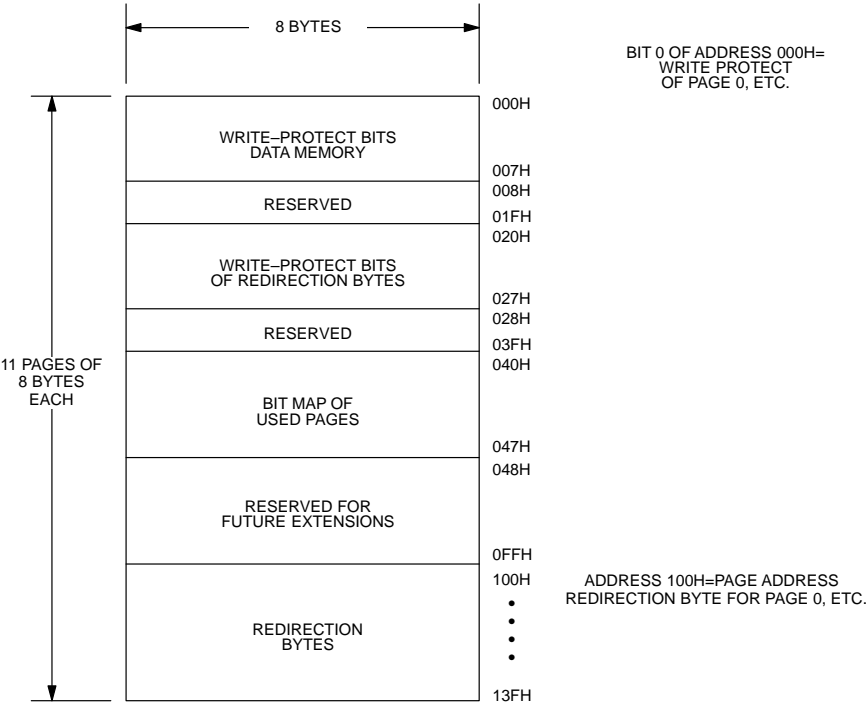 8 BYTES
BIT 0 OF ADDRESS 000H=
WRITE PROTECT
OF PAGE 0, ETC.
000H
WRITE–PROTECT BITS
DATA MEMORY
007H
008H
RESERVED
01FH
020H
WRITE–PROTECT BITS
OF REDIRECTION BYTES
027H
028H
RESERVED
03FH
11 PAGES OF
8 BYTES
EACH
040H
BIT MAP OF
USED PAGES
047H
048H
RESERVED FOR
FUTURE EXTENSIONS
0FFH
100H
ADDRESS 100H=PAGE ADDRESS
REDIRECTION BYTE FOR PAGE 0, ETC.
REDIRECTION
BYTES
13FH